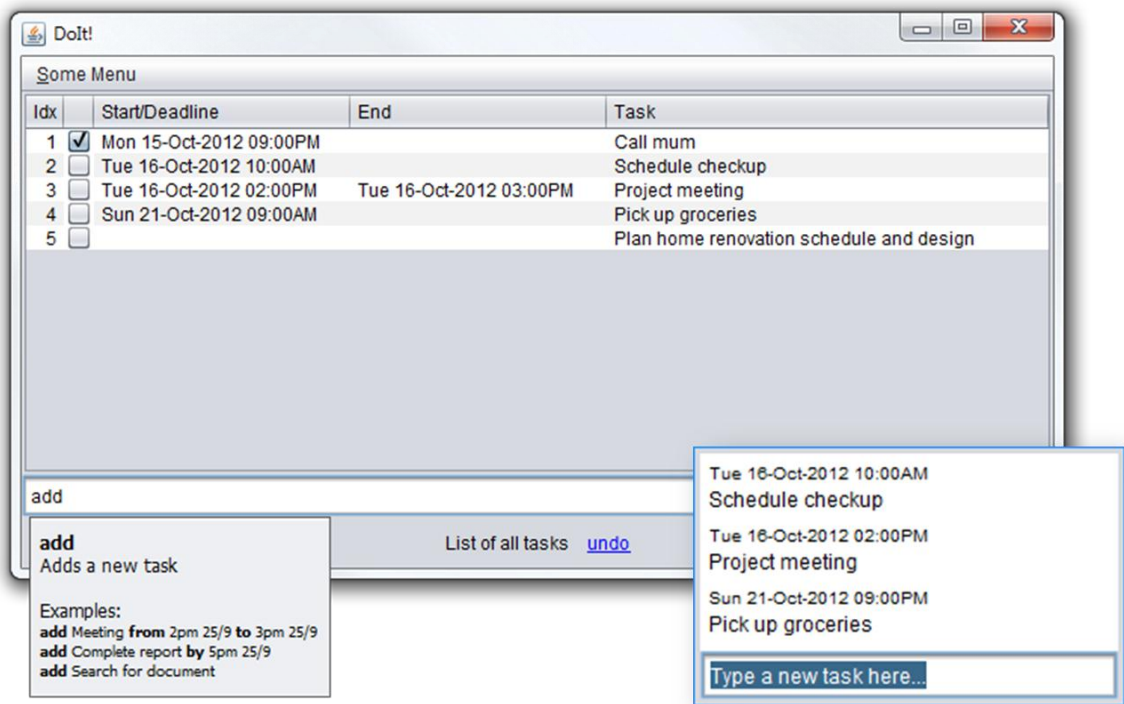 DoIt!
Some Menu
Idx Start/Deadline End Task
1 Mon 15-Oct-2012 09:00PM Call mum
2 Tue 16-Oct-2012 10:00AM Schedule checkup
3 Tue 16-Oct-2012 02:00PM Tue 16-Oct-2012 03:00PM Project meeting
4 Sun 21-Oct-2012 09:00AM Pick up groceries
5 Plan home renovation schedule and design
add
List of all tasks undo
add
Adds a new task
Examples:
add Meeting from 2pm 25/9 to 3pm 25/9
add Complete report by 5pm 25/9
add Search for document
Tue 16-Oct-2012 10:00AM
Schedule checkup
Tue 16-Oct-2012 02:00PM
Project meeting
Sun 21-Oct-2012 09:00PM
Pick up groceries
Type a new task here...